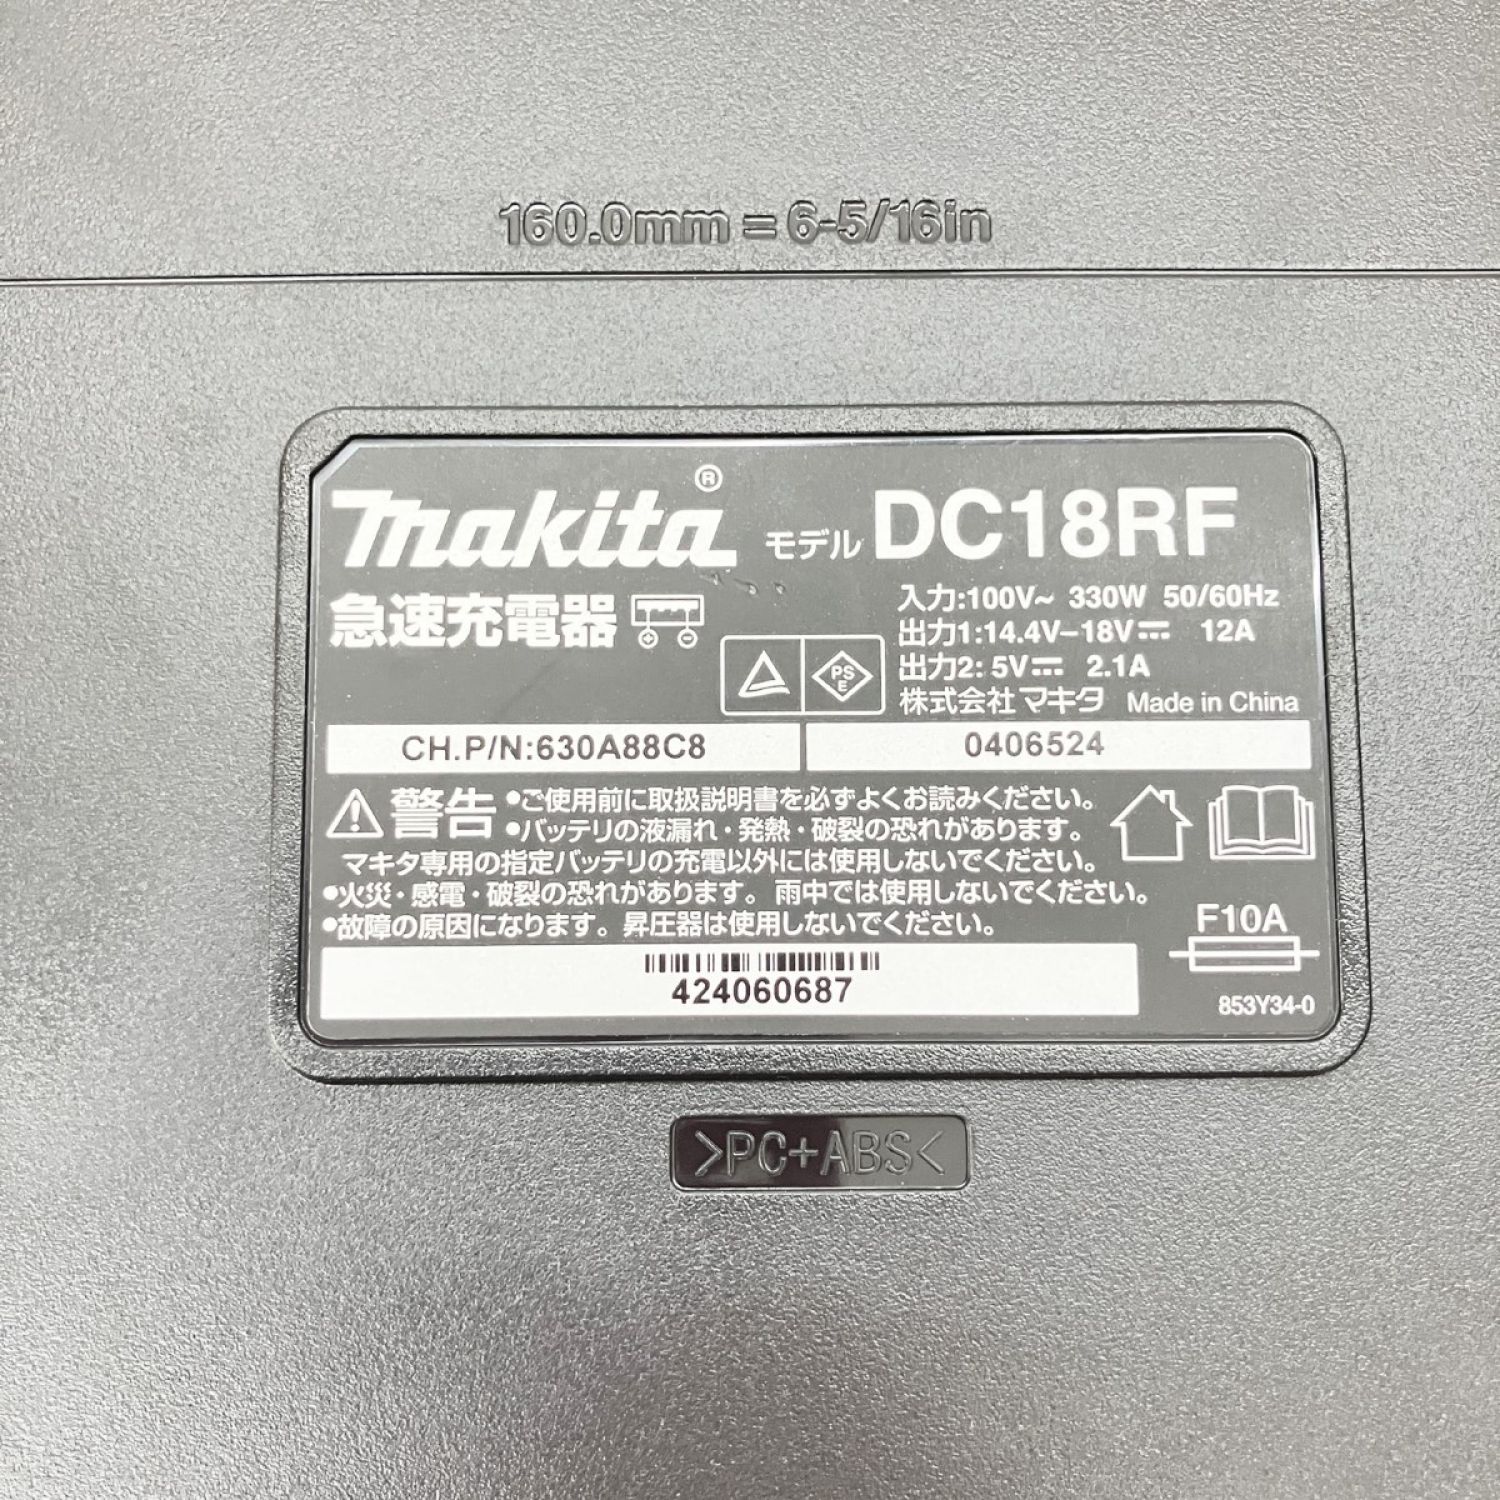 160.0mm = 6-5/16in
makita® モデル DC18RF
急速充電器
入力:100V~ 330W 50/60Hz
出力1:14.4V-18V⎓ 12A
出力2: 5V⎓ 2.1A
PS
E
株式会社 マキタ Made in China
CH.P/N:630A88C8
0406524
警告 •ご使用前に取扱説明書を必ずよくお読みください。
•バッテリの液漏れ・発熱・破裂の恐れがあります。
マキタ専用の指定バッテリの充電以外には使用しないでください。
•火災・感電・破裂の恐れがあります。雨中では使用しないでください。
•故障の原因になります。昇圧器は使用しないでください。
F10A
424060687
853Y34-0
>PC+ABS<